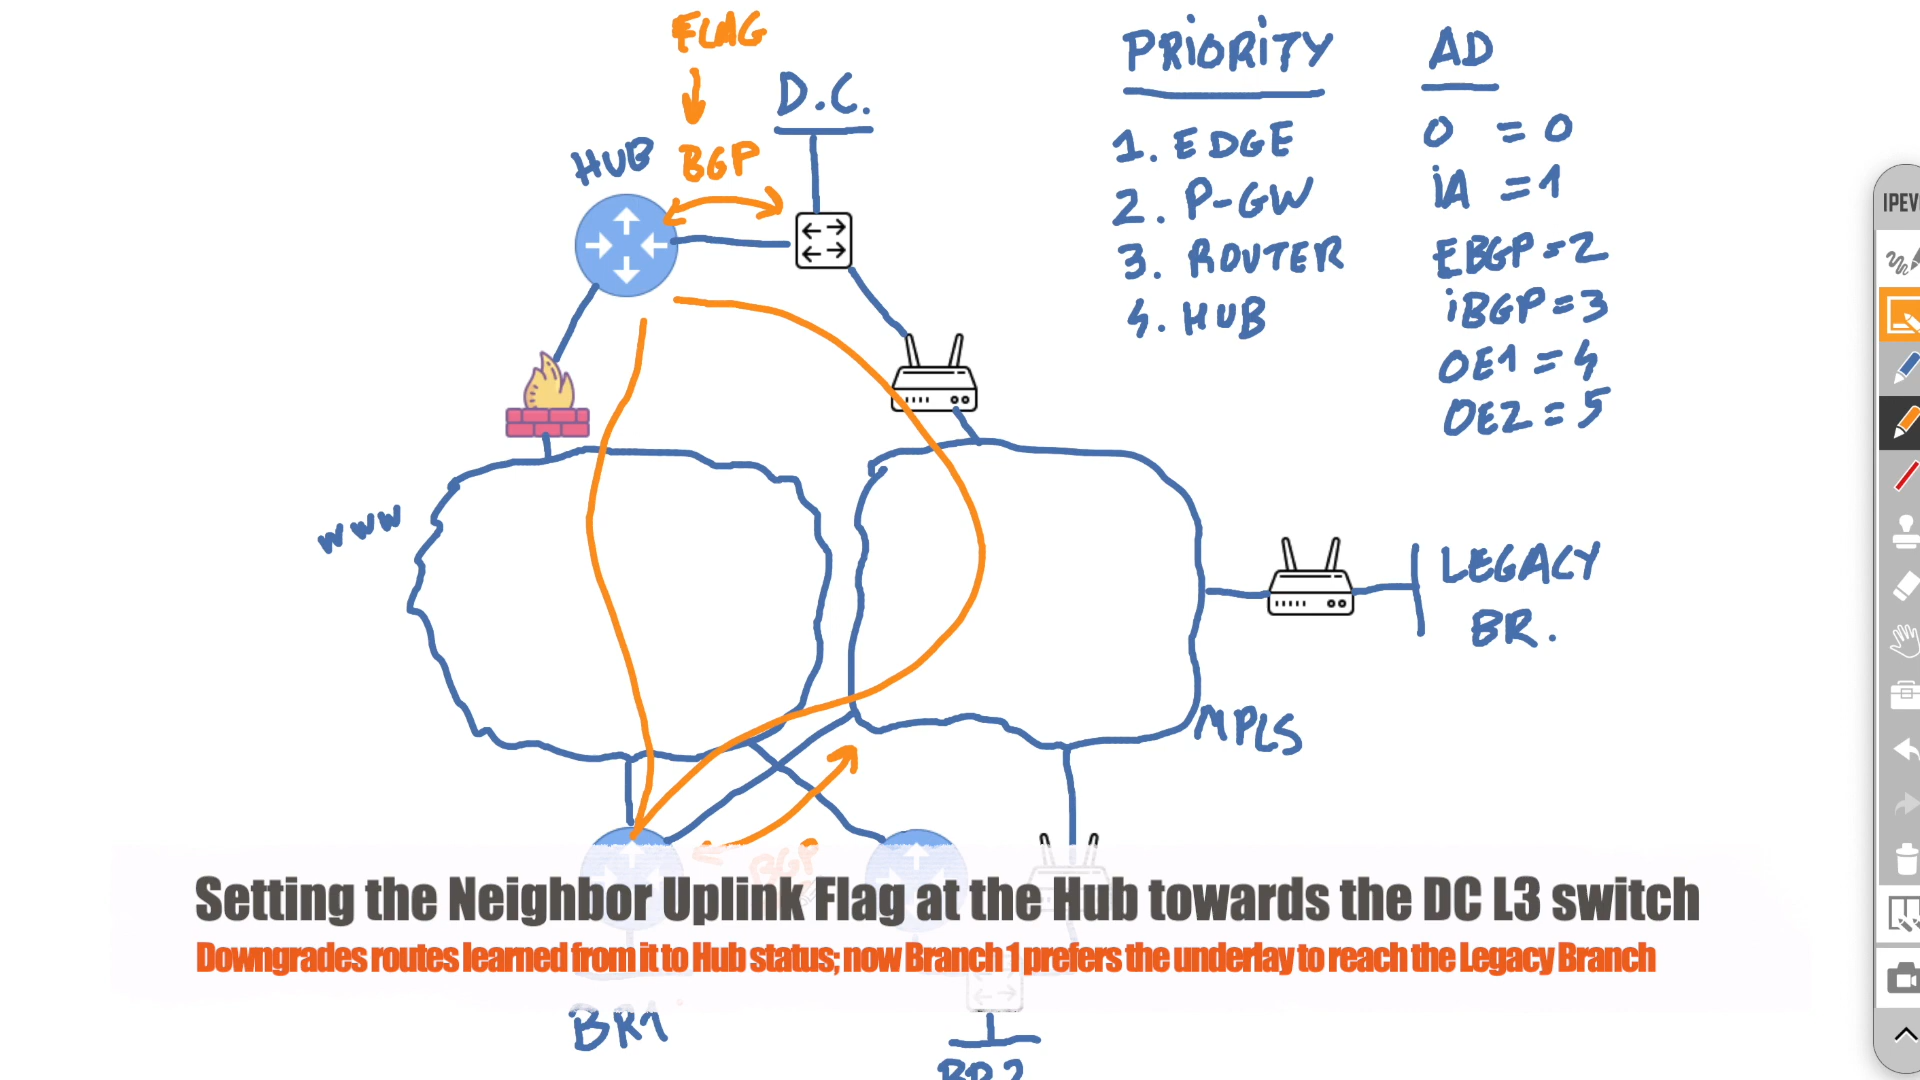 FLAG
D.C.
HUB
BGP
PRIORITY
1. EDGE
2. P-GW
3. ROUTER
4. HUB
AD
O = 0
iA = 1
EBGP = 2
iBGP = 3
OE1 = 4
OE2 = 5
IPEV
WWW
LEGACY
BR.
MPLS
BGP
Setting the Neighbor Uplink Flag at the Hub towards the DC L3 switch
Downgrades routes learned from it to Hub status; now Branch 1 prefers the underlay to reach the Legacy Branch
BR1
BR2